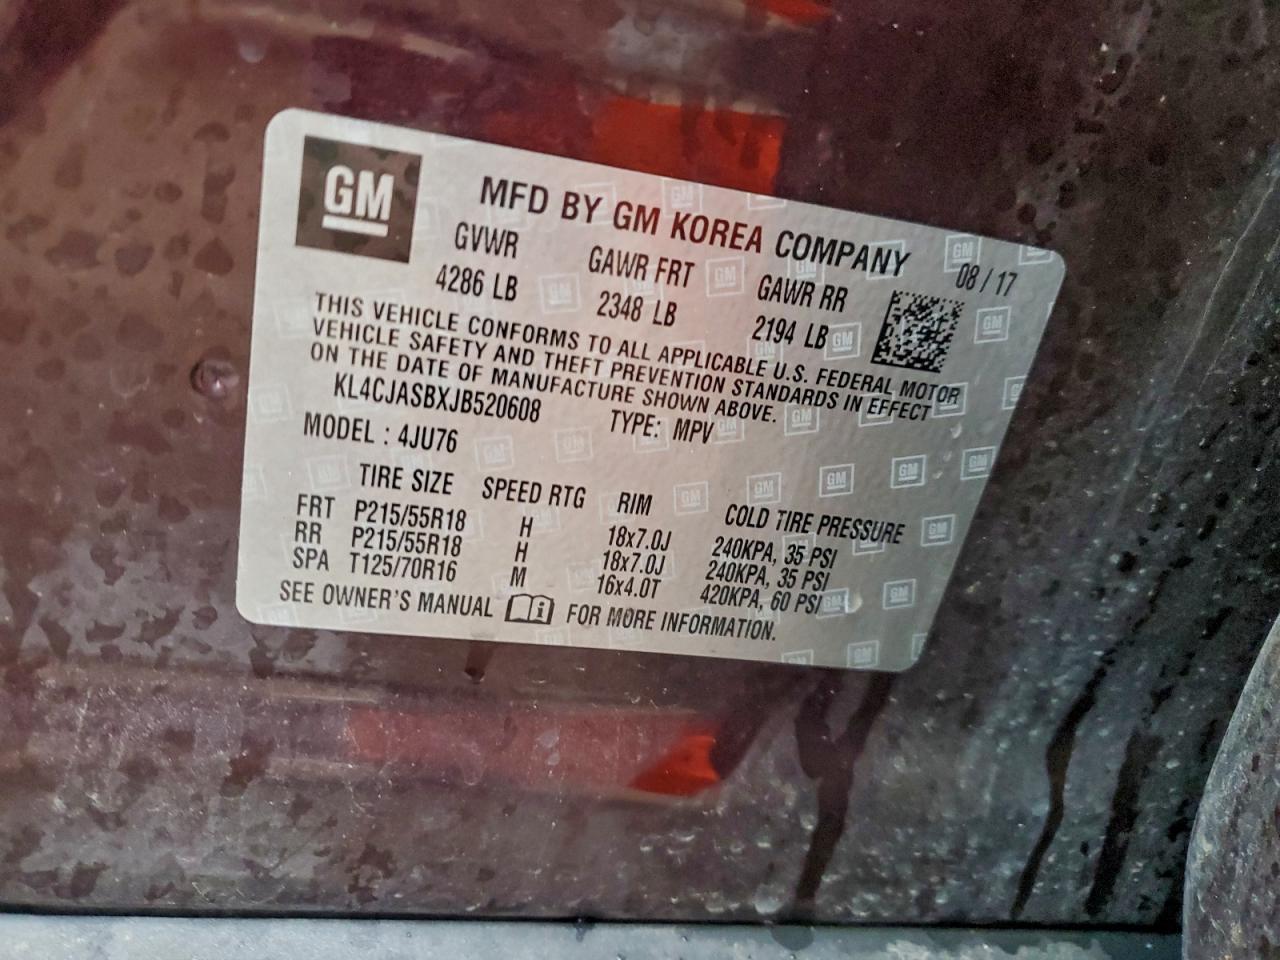 GM
MFD BY GM KOREA COMPANY
08 / 17
GVWR GAWR FRT GAWR RR
4286 LB 2348 LB 2194 LB
THIS VEHICLE CONFORMS TO ALL APPLICABLE U.S. FEDERAL MOTOR
VEHICLE SAFETY AND THEFT PREVENTION STANDARDS IN EFFECT
ON THE DATE OF MANUFACTURE SHOWN ABOVE.
KL4CJASBXJB520608 TYPE: MPV
MODEL : 4JU76
TIRE SIZE SPEED RTG RIM COLD TIRE PRESSURE
FRT P215/55R18 H 18x7.0J 240KPA, 35 PSI
RR P215/55R18 H 18x7.0J 240KPA, 35 PSI
SPA T125/70R16 M 16x4.0T 420KPA, 60 PSI
SEE OWNER'S MANUAL FOR MORE INFORMATION.